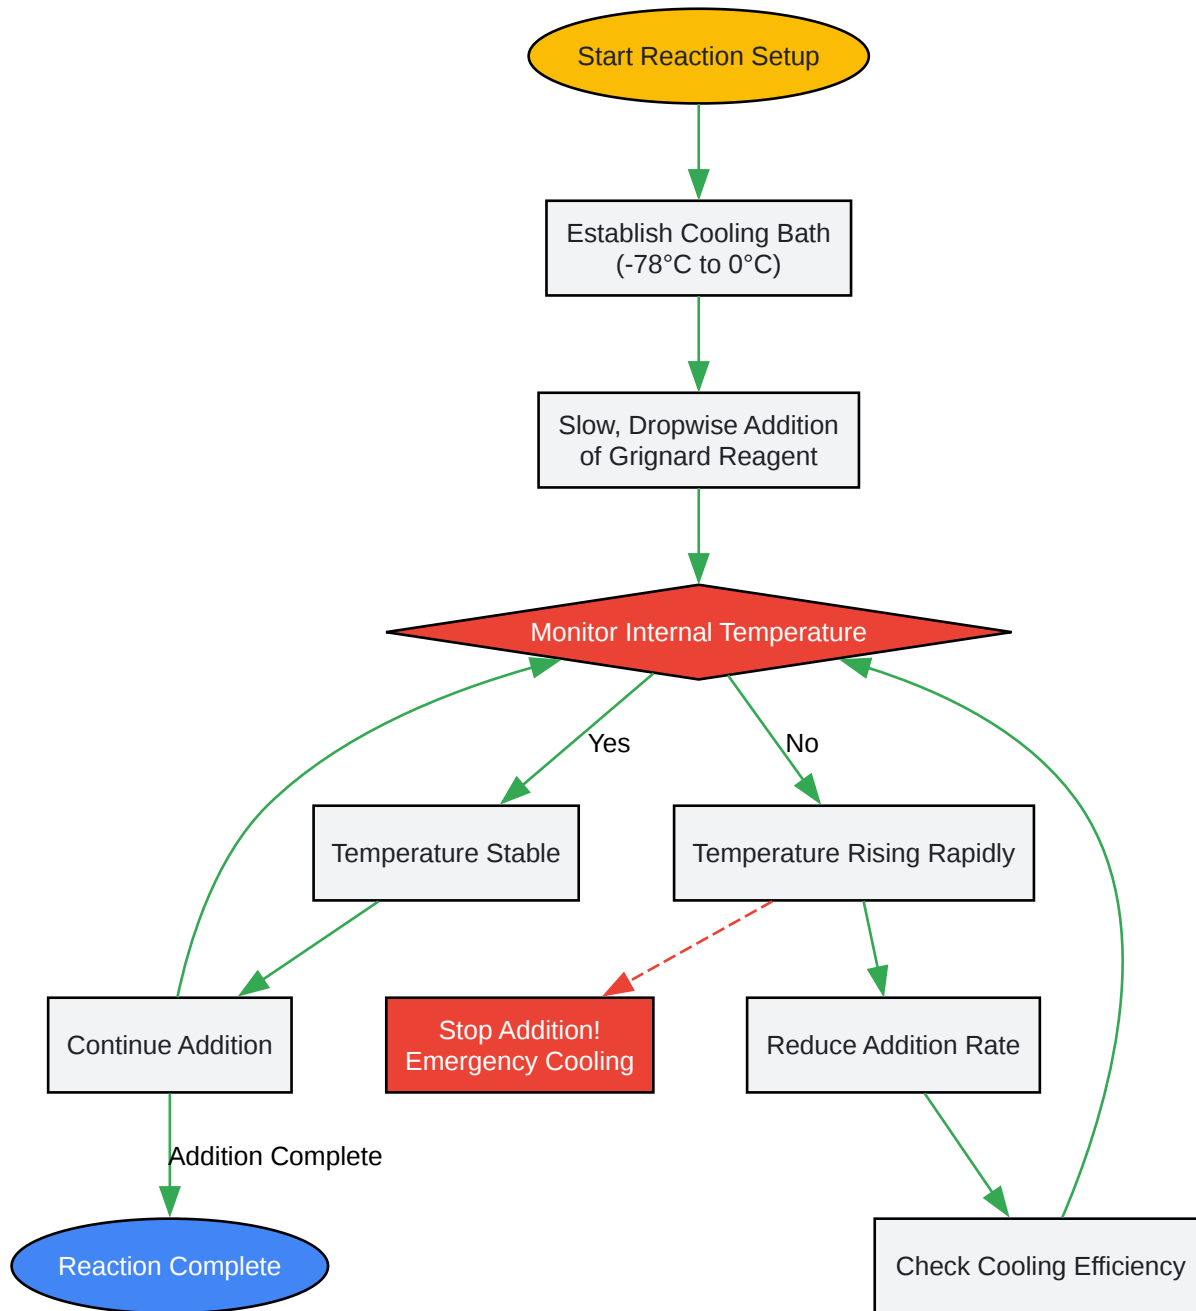 Start Reaction Setup
Establish Cooling Bath
(-78°C to 0°C)
Slow, Dropwise Addition
of Grignard Reagent
Monitor Internal Temperature
Yes
No
Temperature Stable
Temperature Rising Rapidly
Continue Addition
Stop Addition!
Emergency Cooling
Reduce Addition Rate
Addition Complete
Reaction Complete
Check Cooling Efficiency